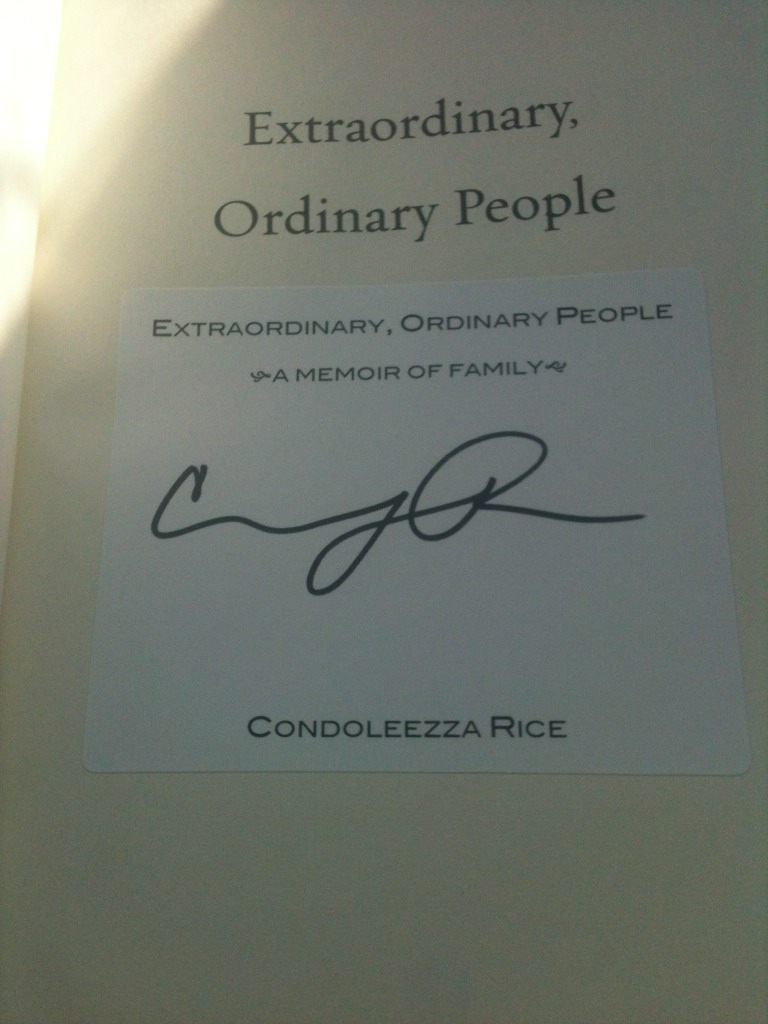 Extraordinary,
Ordinary People
EXTRAORDINARY, ORDINARY PEOPLE
A MEMOIR OF FAMILY
CONDOLEEZZA RICE